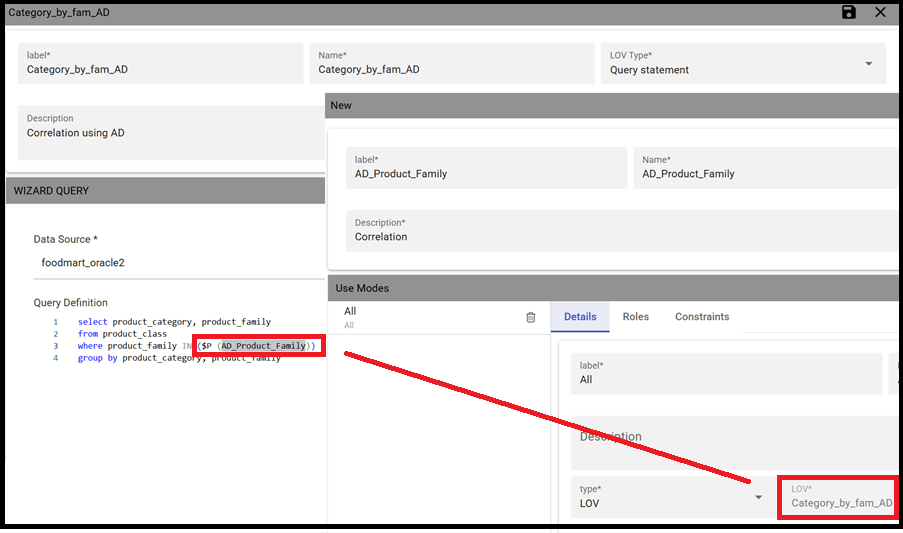 Category_by_fam_AD
label*
Category_by_fam_AD
Name*
Category_by_fam_AD
LOV Type*
Query statement
Description
Correlation using AD
New
label*
AD_Product_Family
Name*
AD_Product_Family
Description*
Correlation
WIZARD QUERY
Data Source *
foodmart_oracle2
Query Definition
1 select product_category, product_family
2 from product_class
3 where product_family IN ($P (AD_Product_Family))
4 group by product_category, product_family
Use Modes
All
All
Details
Roles
Constraints
label*
All
Description
type*
LOV
LOV*
Category_by_fam_AD